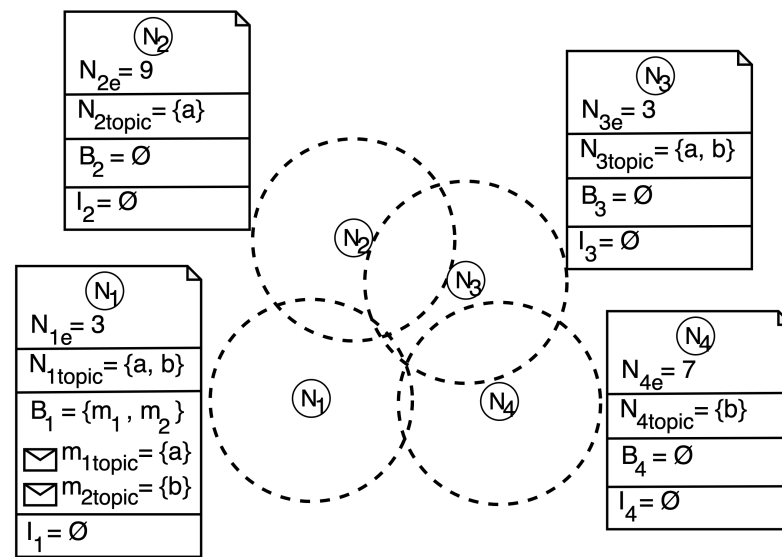 N2
N2e = 9
N2topic = {a}
B2 = Ø
I2 = Ø
N3
N3e = 3
N3topic = {a, b}
B3 = Ø
I3 = Ø
N1
N1e = 3
N1topic = {a, b}
B1 = {m1 , m2 }
m1topic = {a}
m2topic = {b}
I1 = Ø
N4
N4e = 7
N4topic = {b}
B4 = Ø
I4 = Ø
N2
N3
N1
N4